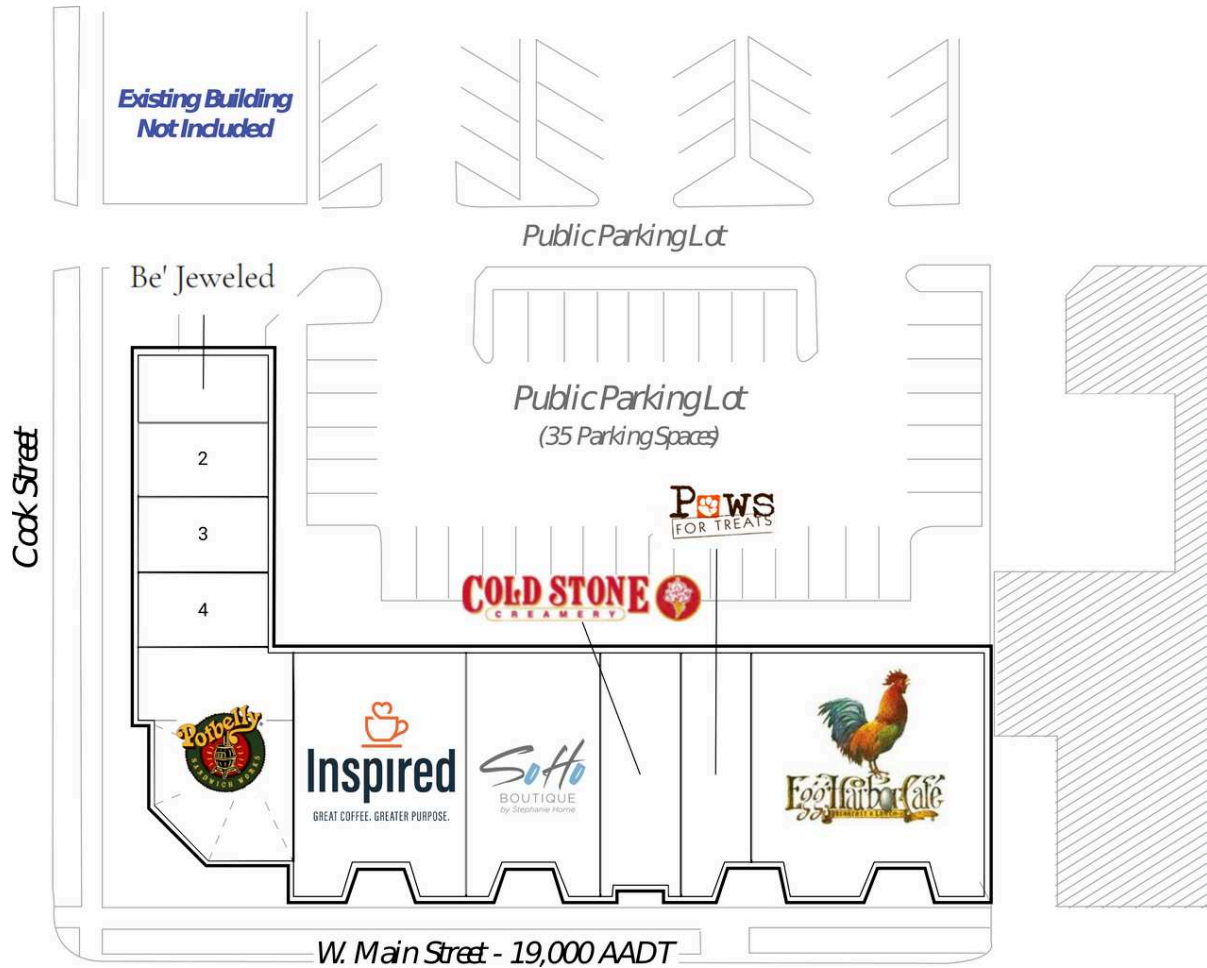 Existing Building
Not Included
Public Parking Lot
Be' Jeweled
Public Parking Lot
(35 Parking Spaces)
Cook Street
2
3
4
PAWS
FOR TREATS
COLD STONE
CREAMERY
Potbelly
SANDWICH WORKS
Inspired
GREAT COFFEE. GREATER PURPOSE.
SoHo
BOUTIQUE
by Stephanie Horne
Egg Harbor Café
Breakfast & Lunch
W. Main Street - 19,000 AADT